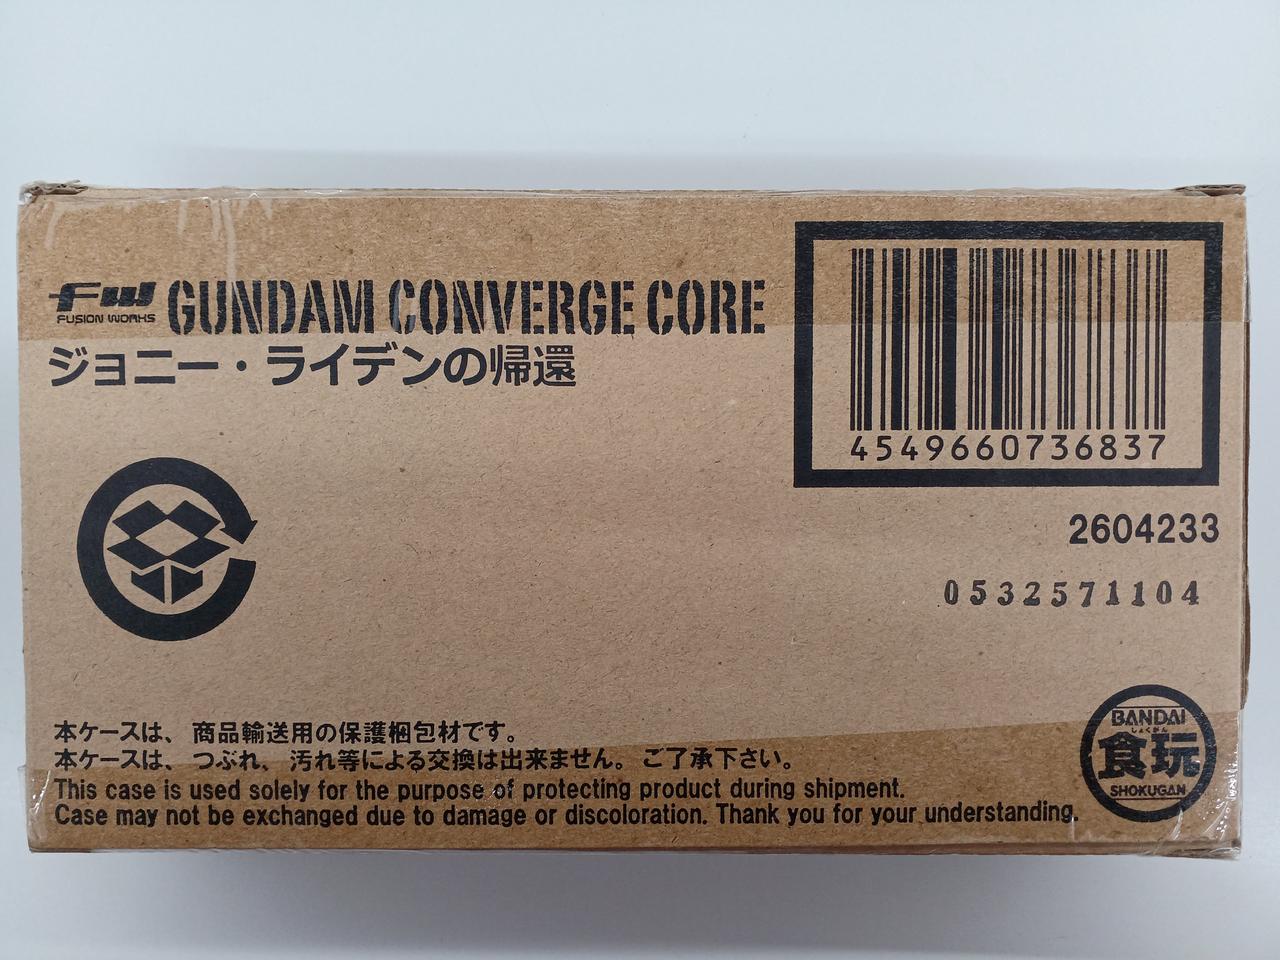 FW GUNDAM CONVERGE CORE
FUSION WORKS
ジョニー・ライデンの帰還
4549660736837
2604233
0532571104
本ケースは、商品輸送用の保護梱包材です。
本ケースは、つぶれ、汚れ等による交換は出来ません。ご了承下さい。
This case is used solely for the purpose of protecting product during shipment.
Case may not be exchanged due to damage or discoloration. Thank you for your understanding.
BANDAI
しょくがん
食玩
SHOKUGAN